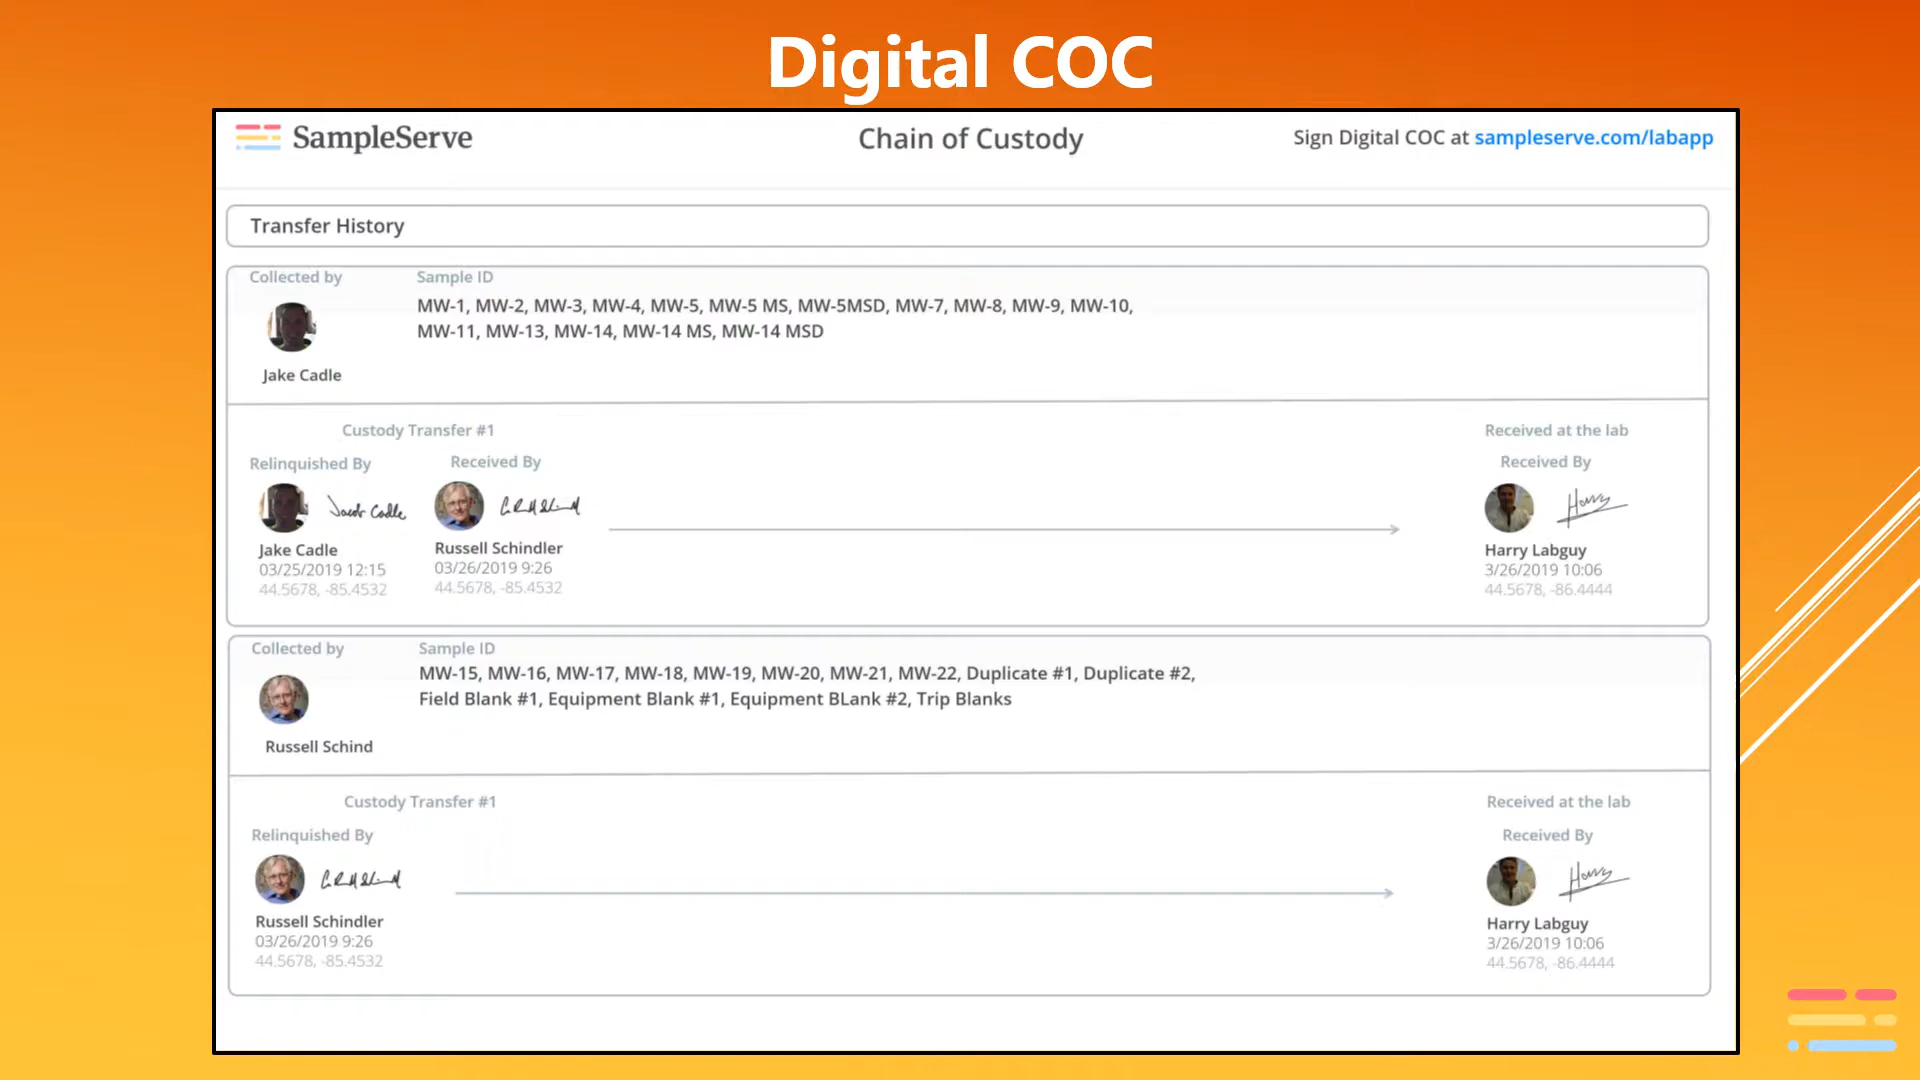 Digital COC
SampleServe
Chain of Custody
Sign Digital COC at sampleserve.com/labapp
Transfer History
Collected by
Sample ID
MW-1, MW-2, MW-3, MW-4, MW-5, MW-5 MS, MW-5MSD, MW-7, MW-8, MW-9, MW-10,
MW-11, MW-13, MW-14, MW-14 MS, MW-14 MSD
Jake Cadle
Custody Transfer #1
Received at the lab
Relinquished By
Received By
Received By
Jacob Cadle
Harry
Jake Cadle
Russell Schindler
Harry Labguy
03/25/2019 12:15
03/26/2019 9:26
3/26/2019 10:06
44.5678, -85.4532
44.5678, -85.4532
44.5678, -86.4444
Collected by
Sample ID
MW-15, MW-16, MW-17, MW-18, MW-19, MW-20, MW-21, MW-22, Duplicate #1, Duplicate #2,
Field Blank #1, Equipment Blank #1, Equipment BLank #2, Trip Blanks
Russell Schind
Custody Transfer #1
Received at the lab
Relinquished By
Received By
Harry
Russell Schindler
Harry Labguy
03/26/2019 9:26
3/26/2019 10:06
44.5678, -85.4532
44.5678, -86.4444